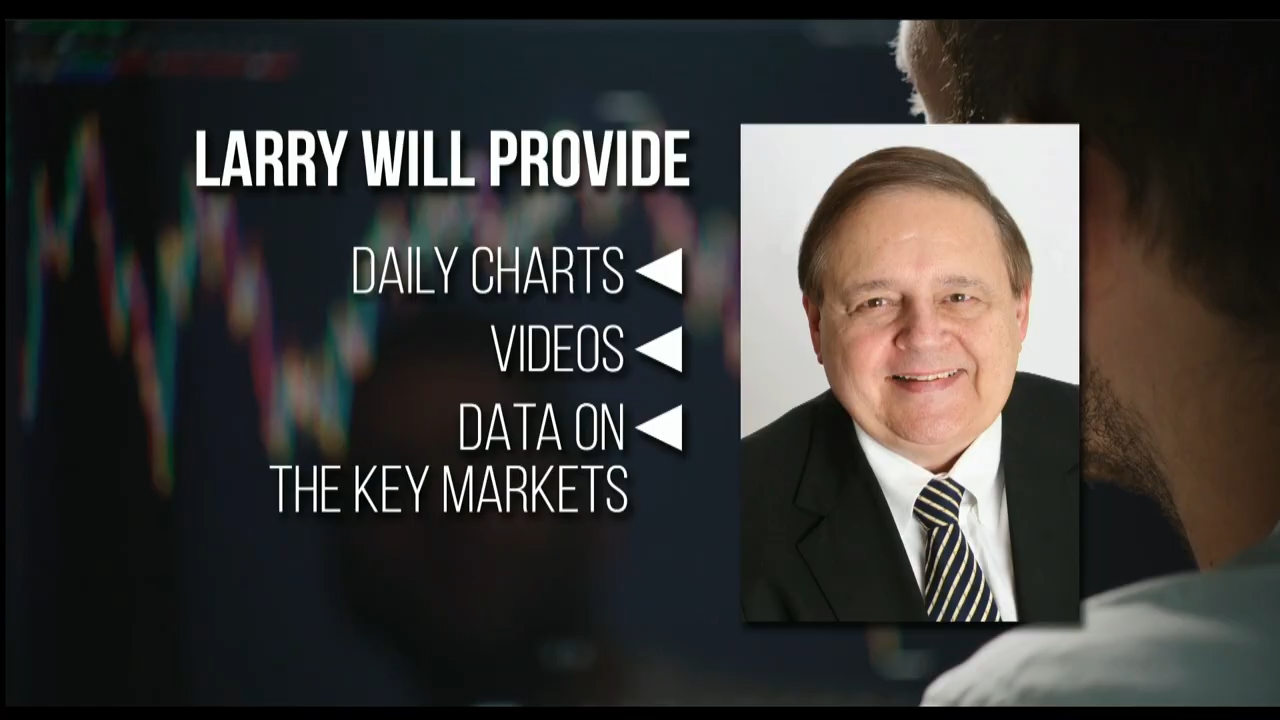 LARRY WILL PROVIDE
DAILY CHARTS
VIDEOS
DATA ON
THE KEY MARKETS